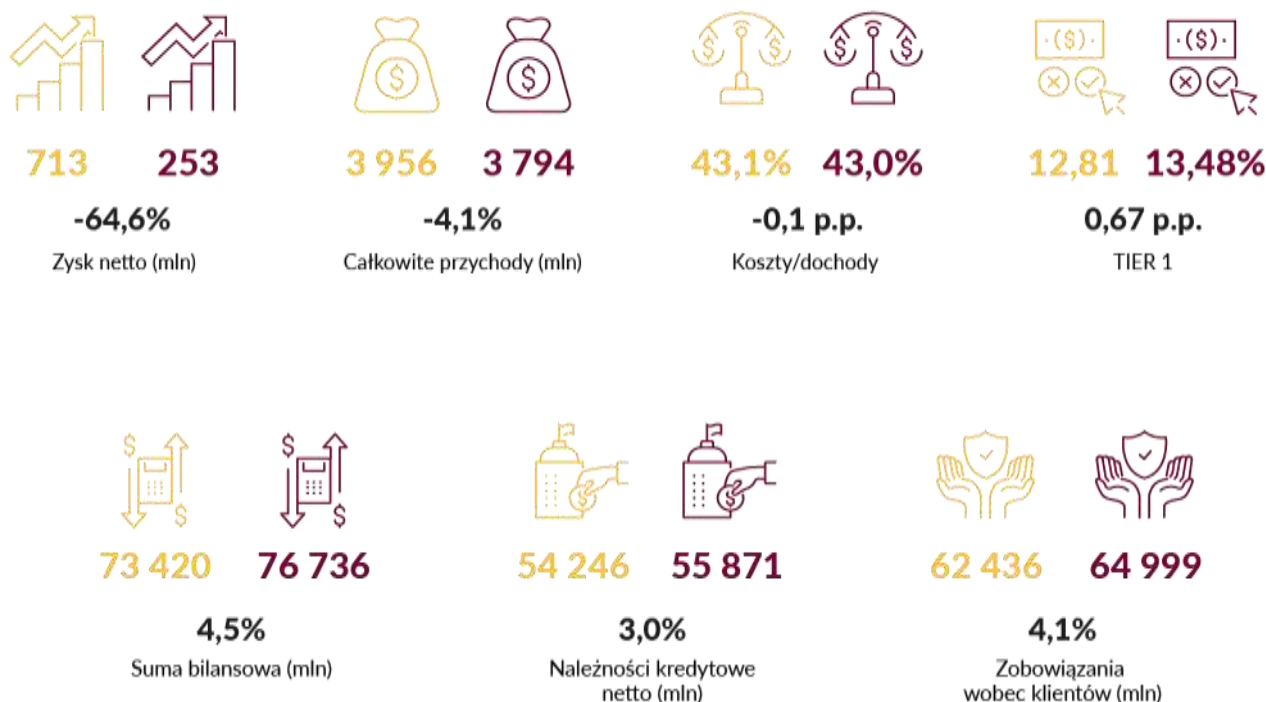 713 253
-64,6%
Zysk netto (mln)
3 956 3 794
-4,1%
Całkowite przychody (mln)
43,1% 43,0%
-0,1 p.p.
Koszty/dochody
12,81 13,48%
0,67 p.p.
TIER 1
73 420 76 736
4,5%
Suma bilansowa (mln)
54 246 55 871
3,0%
Należności kredytowe
netto (mln)
62 436 64 999
4,1%
Zobowiązania
wobec klientów (mln)